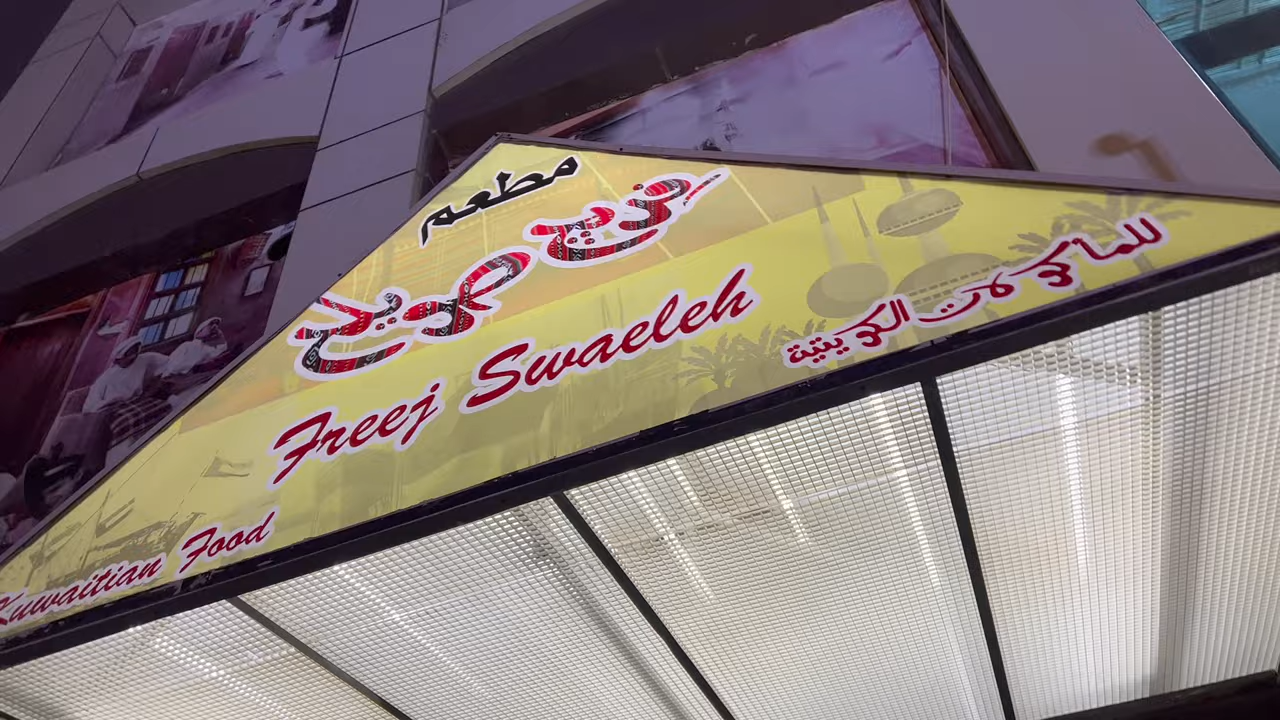 مطعم
فريج صويلح
Freej Swaeleh
للمأكولات الكويتية
Kuwaitian Food